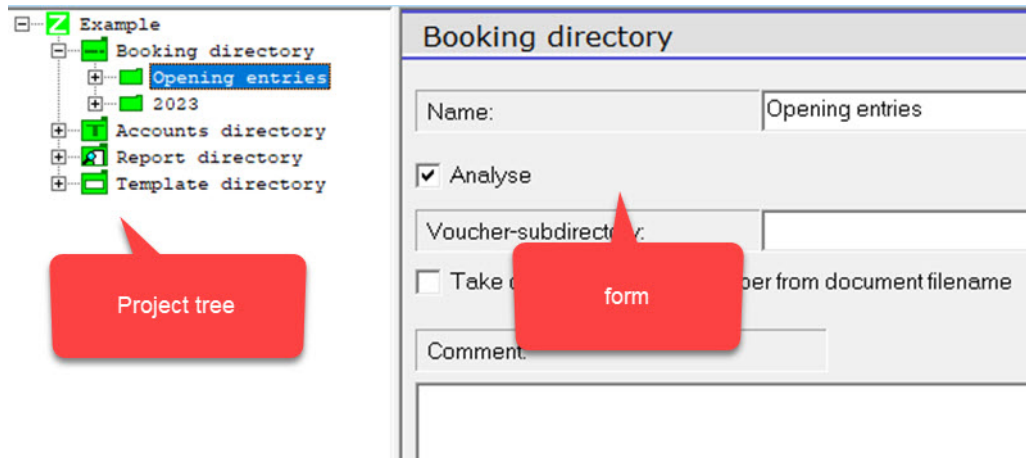 Example
Booking directory
Opening entries
2023
Accounts directory
Report directory
Template directory
Project tree
Booking directory
Name:
Opening entries
Analyse
Voucher-subdirectory:
Take
from document filename
form
Comment: